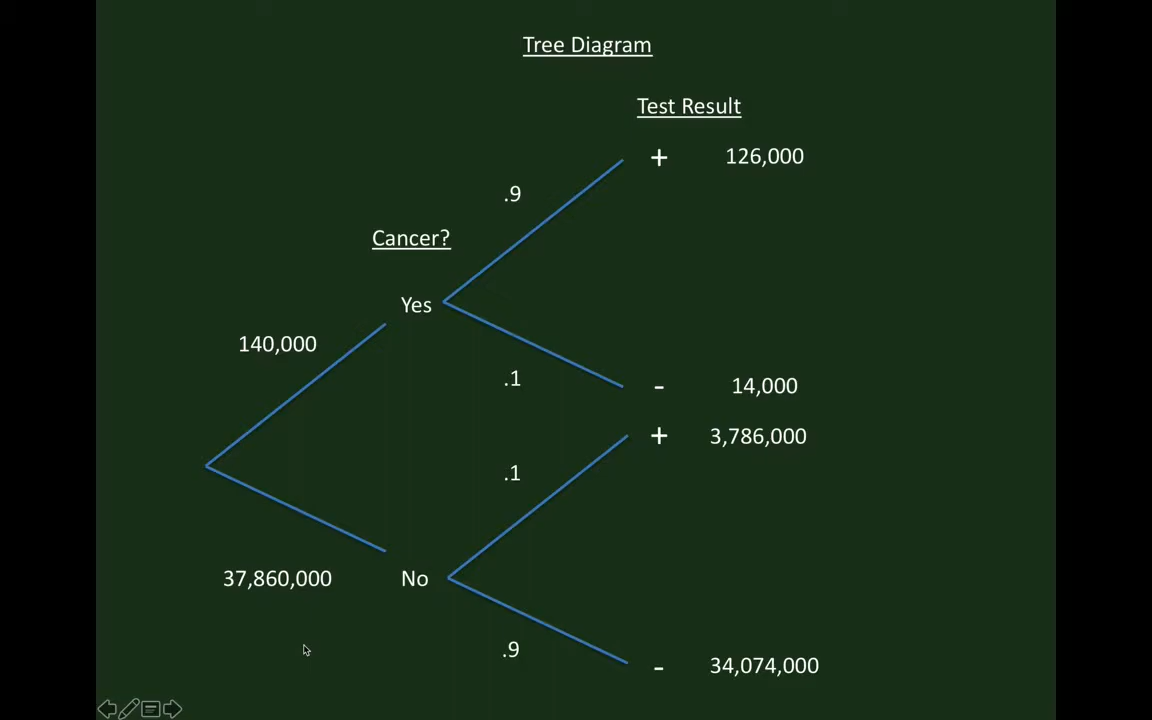 Tree Diagram
Test Result
+ 126,000
.9
Cancer?
Yes
140,000
.1
- 14,000
+ 3,786,000
.1
37,860,000 No
.9
- 34,074,000